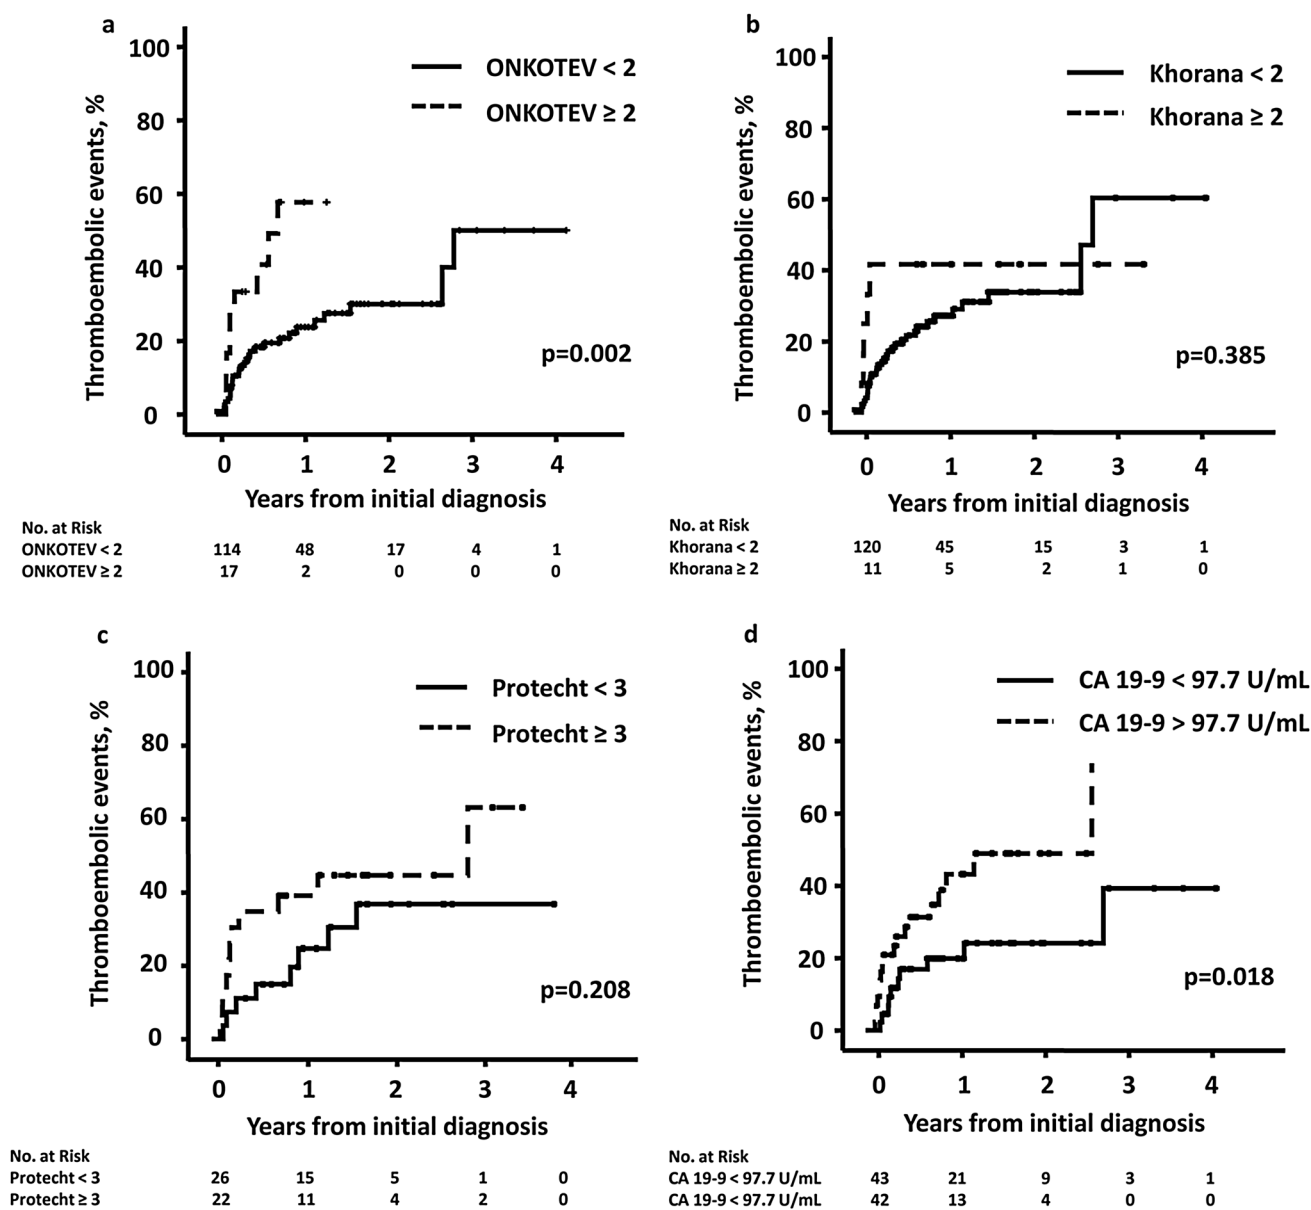 a
100
80
60
40
20
0
Thromboembolic events, %
ONKOTEV < 2
ONKOTEV ≥ 2
p=0.002
0 1 2 3 4
Years from initial diagnosis
No. at Risk
ONKOTEV < 2 114 48 17 4 1
ONKOTEV ≥ 2 17 2 0 0 0
b
100
80
60
40
20
0
Thromboembolic events, %
Khorana < 2
Khorana ≥ 2
p=0.385
0 1 2 3 4
Years from initial diagnosis
No. at Risk
Khorana < 2 120 45 15 3 1
Khorana ≥ 2 11 5 2 1 0
c
100
80
60
40
20
0
Thromboembolic events, %
Protecht < 3
Protecht ≥ 3
p=0.208
0 1 2 3 4
Years from initial diagnosis
No. at Risk
Protecht < 3 26 15 5 1 0
Protecht ≥ 3 22 11 4 2 0
d
100
80
60
40
20
0
Thromboembolic events, %
CA 19-9 < 97.7 U/mL
CA 19-9 > 97.7 U/mL
p=0.018
0 1 2 3 4
Years from initial diagnosis
No. at Risk
CA 19-9 < 97.7 U/mL 43 21 9 3 1
CA 19-9 < 97.7 U/mL 42 13 4 0 0